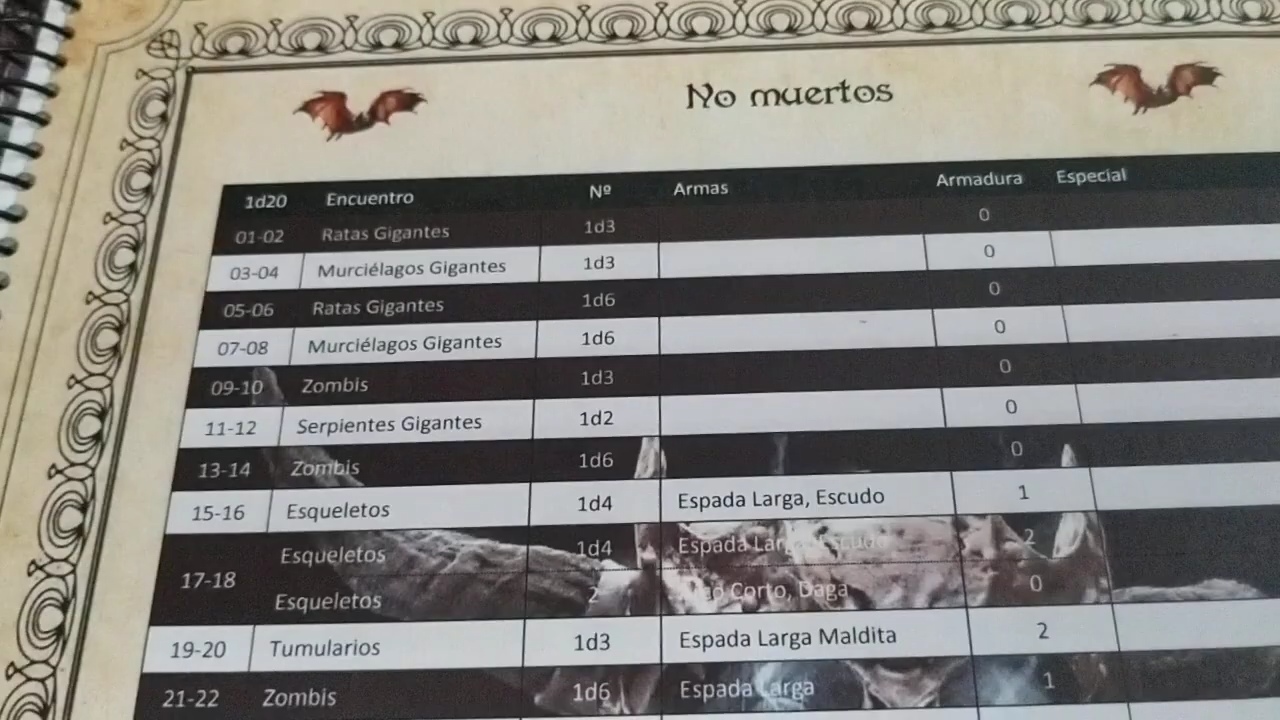 No muertos
1d20 Encuentro Nº Armas Armadura Especial
01-02 Ratas Gigantes 1d3 0
03-04 Murciélagos Gigantes 1d3 0
05-06 Ratas Gigantes 1d6 0
07-08 Murciélagos Gigantes 1d6 0
09-10 Zombis 1d3 0
11-12 Serpientes Gigantes 1d2 0
13-14 Zombis 1d6 0
15-16 Esqueletos 1d4 Espada Larga, Escudo 1
17-18 Esqueletos 1d4 Espada Larga, Escudo 2
Esqueletos 2 Corto, Daga 0
19-20 Tumularios 1d3 Espada Larga Maldita 2
21-22 Zombis 1d6 Espada Larga 1